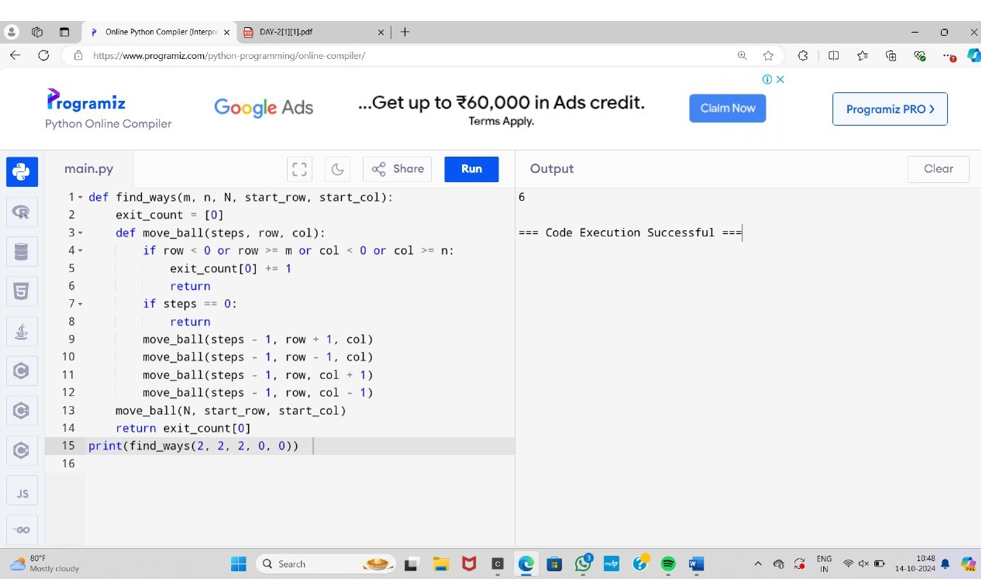 Online Python Compiler (Interpre
DAY-2[1][1].pdf
https://www.programiz.com/python-programming/online-compiler/
Programiz
Python Online Compiler
Google Ads
...Get up to ₹60,000 in Ads credit.
Terms Apply.
Claim Now
Programiz PRO >
main.py
Share
Run
Output
Clear
1 def find_ways(m, n, N, start_row, start_col):
2 exit_count = [0]
3 def move_ball(steps, row, col):
4 if row < 0 or row >= m or col < 0 or col >= n:
5 exit_count[0] += 1
6 return
7 if steps == 0:
8 return
9 move_ball(steps - 1, row + 1, col)
10 move_ball(steps - 1, row - 1, col)
11 move_ball(steps - 1, row, col + 1)
12 move_ball(steps - 1, row, col - 1)
13 move_ball(N, start_row, start_col)
14 return exit_count[0]
15 print(find_ways(2, 2, 2, 0, 0))
16
6
=== Code Execution Successful ===
JS
GO
80°F
Mostly cloudy
Search
3
ENG
IN
10:48
14-10-2024